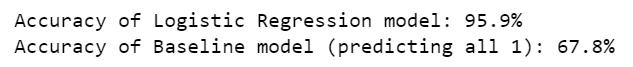 Accuracy of Logistic Regression model: 95.9%
Accuracy of Baseline model (predicting all 1): 67.8%